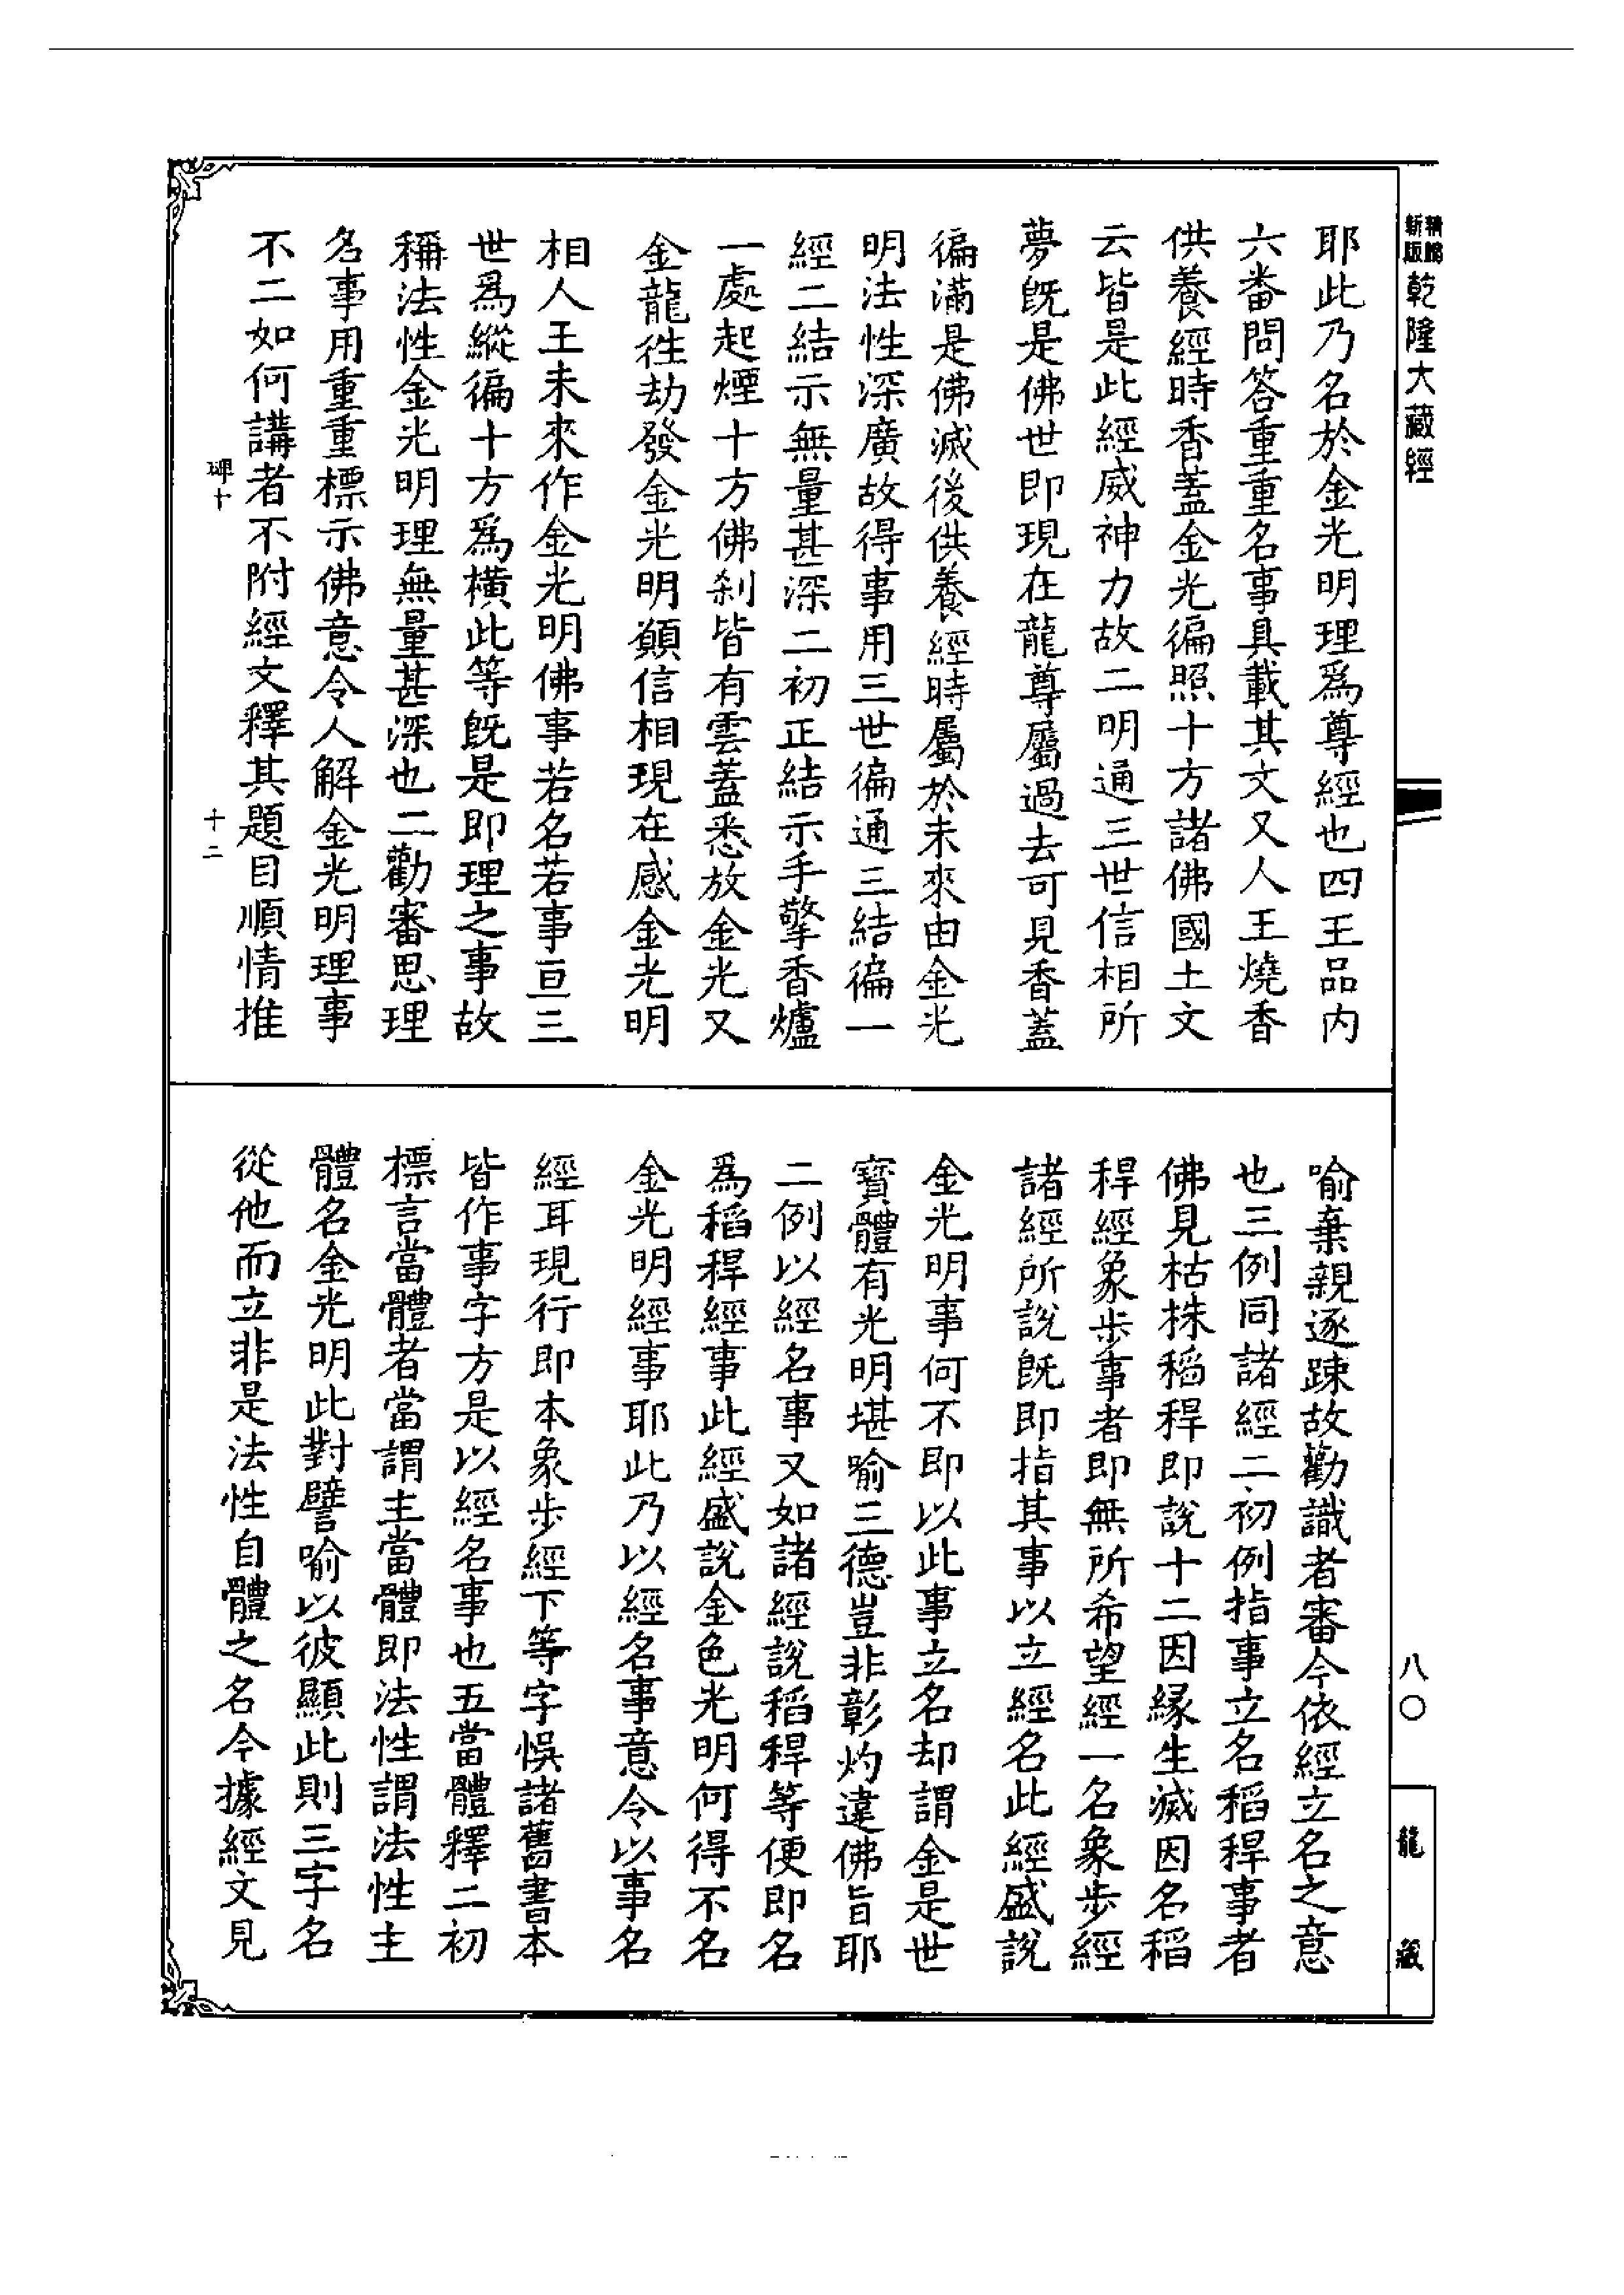 精緻
新版
乾隆大藏經
耶此乃名於金光明理爲尊經也四王品内
六畨問答重重名事具載其文又人王燒香
供養經時香蓋金光徧照十方諸佛國土文
云皆是此經威神力故二明通三世信相所
夢旣是佛世即現在龍尊屬過去可見香蓋
徧滿是佛滅後供養經時屬於未來由金光
明法性深廣故得事用三世徧通三結徧一
經二結示無量甚深二初正結示手擎香爐
一處起煙十方佛刹皆有雲蓋悉放金光又
金龍徃劫發金光明願信相現在感金光明
相人王未來作金光明佛事若名若事亘三
世爲縱徧十方爲橫此等旣是即理之事故
稱法性金光明理無量甚深也二勸審思理
名事用重重標示佛意令人解金光明理事
不二如何講者不附經文釋其題目順情推
碑十
十二
喻棄親逐踈故勸識者審今依經立名之意
也三例同諸經二初例指事立名稻稈事者
佛見枯株稻稈即說十二因緣生滅因名稻
稈經象步事者即無所希望經一名象步經
諸經所說旣即指其事以立經名此經盛說
金光明事何不即以此事立名却謂金是世
寶體有光明堪喻三德豈非彰灼違佛旨耶
二例以經名事又如諸經說稻稈等便即名
爲稻稈經事此經盛說金色光明何得不名
金光明經事耶此乃以經名事意令以事名
經耳現行即本象步經下等字悞諸舊書本
皆作事字方是以經名事也五當體釋二初
標言當體者當謂主當體即法性謂法性主
體名金光明此對譬喻以彼顯此則三字名
從他而立非是法性自體之名今據經文見
八〇
龍
藏